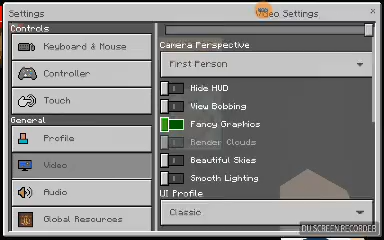 Settings
Video Settings
Controls
Keyboard & Mouse
Controller
Touch
General
Profile
Video
Audio
Global Resources
Camera Perspective
First Person
Hide HUD
View Bobbing
Fancy Graphics
Render Clouds
Beautiful Skies
Smooth Lighting
UI Profile
Classic
DU SCREEN RECORDER